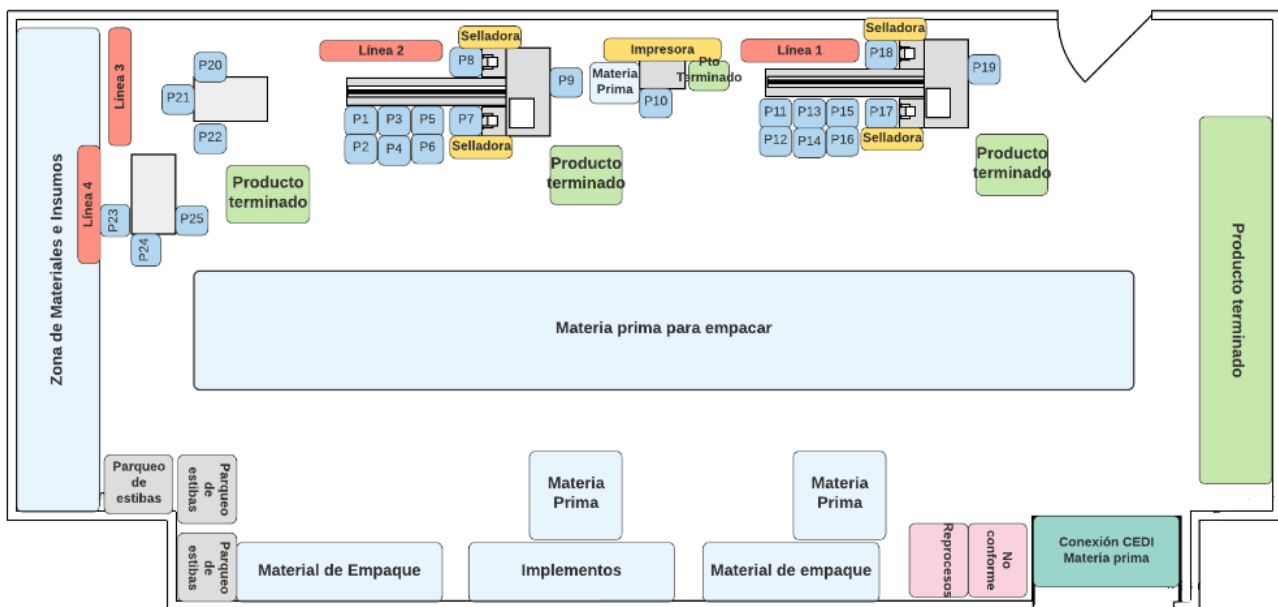 Zona de Materiales e Insumos
Línea 3
P20
P21
P22
Línea 4
P23
P24
P25
Producto
terminado
Línea 2
Selladora
P8
P9
P1
P3
P5
P7
P2
P4
P6
Selladora
Producto
terminado
Impresora
Materia
Prima
Pto
Terminado
P10
Línea 1
Selladora
P18
P19
P11
P13
P15
P17
P12
P14
P16
Selladora
Producto
terminado
Producto terminado
Materia prima para empacar
Parqueo
de
estibas
Parqueo
de
estibas
Parqueo
de
estibas
Material de Empaque
Materia
Prima
Implementos
Materia
Prima
Material de empaque
Reprocesos
No
conforme
Conexión CEDI
Materia prima